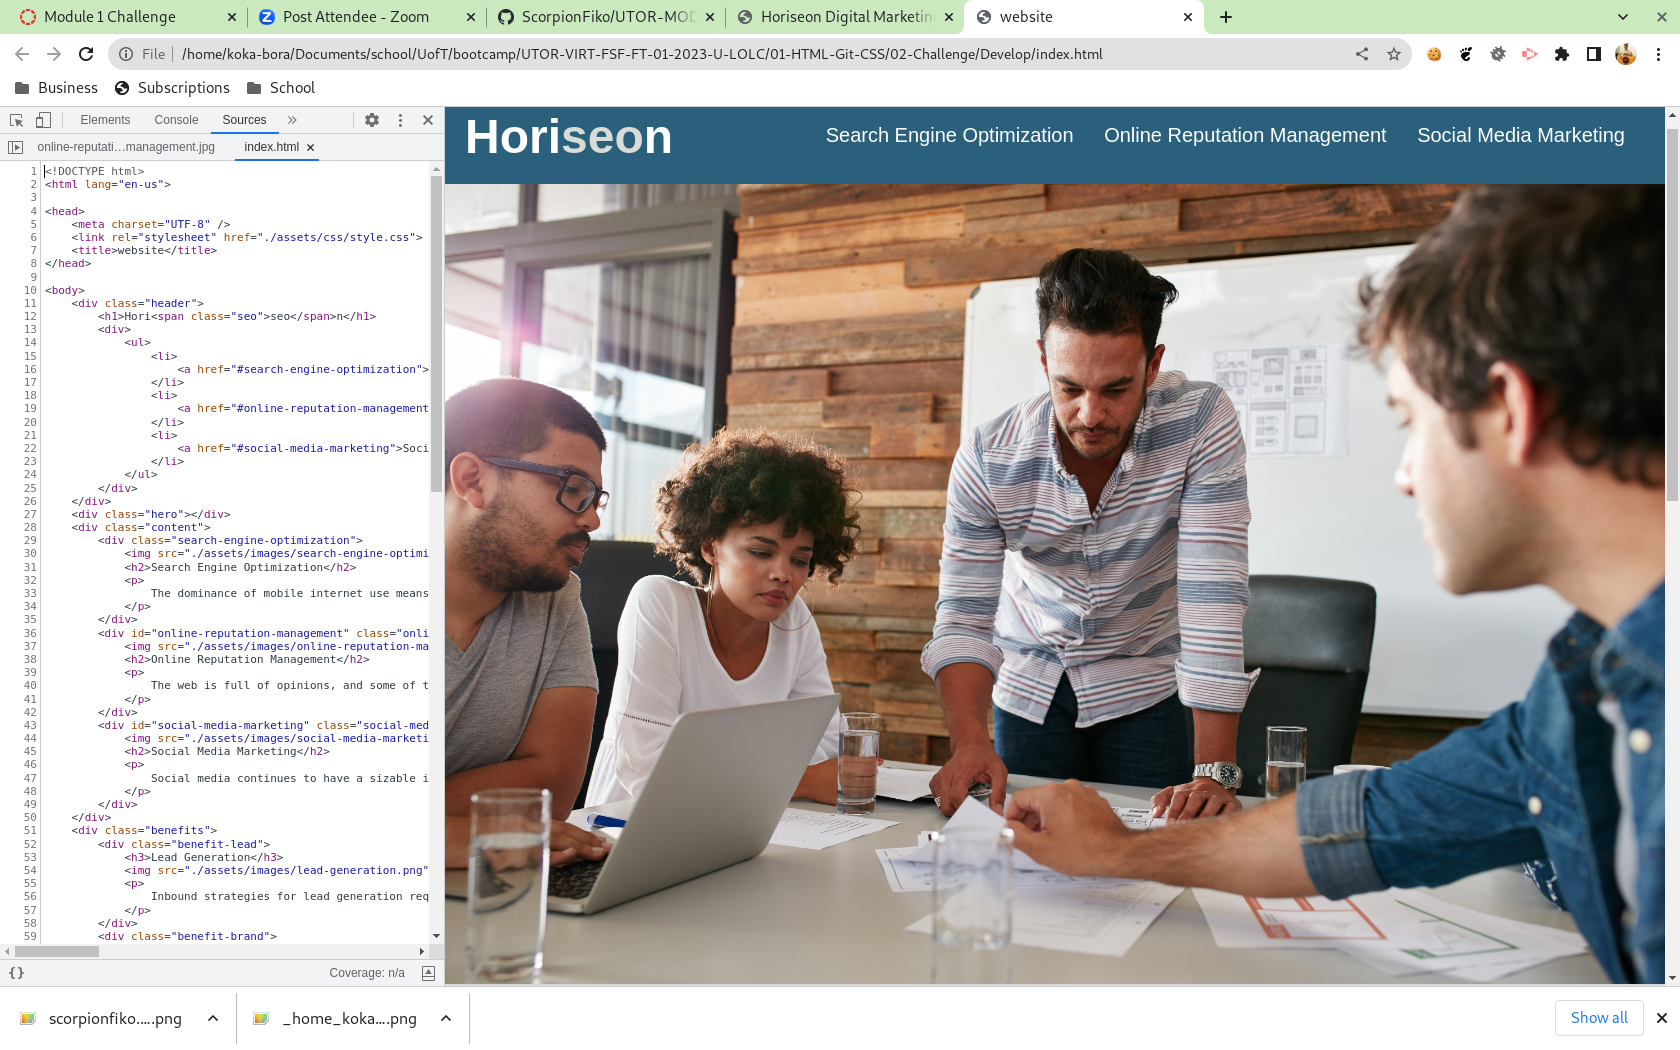 Module 1 Challenge
Post Attendee - Zoom
ScorpionFiko/UTOR-MOD
Horiseon Digital Marketin
website
File
/home/koka-bora/Documents/school/UofT/bootcamp/UTOR-VIRT-FSF-FT-01-2023-U-LOLC/01-HTML-Git-CSS/02-Challenge/Develop/index.html
Business
Subscriptions
School
Elements
Console
Sources
online-reputati…management.jpg
index.html
1 <!DOCTYPE html>
2 <html lang="en-us">
3
4 <head>
5 <meta charset="UTF-8" />
6 <link rel="stylesheet" href="./assets/css/style.css">
7 <title>website</title>
8 </head>
9
10 <body>
11 <div class="header">
12 <h1>Hori<span class="seo">seo</span>n</h1>
13 <div>
14 <ul>
15 <li>
16 <a href="#search-engine-optimization">
17 </li>
18 <li>
19 <a href="#online-reputation-management
20 </li>
21 <li>
22 <a href="#social-media-marketing">Soci
23 </li>
24 </ul>
25 </div>
26 </div>
27 <div class="hero"></div>
28 <div class="content">
29 <div class="search-engine-optimization">
30 <img src="./assets/images/search-engine-optimi
31 <h2>Search Engine Optimization</h2>
32 <p>
33 The dominance of mobile internet use means
34 </p>
35 </div>
36 <div id="online-reputation-management" class="onli
37 <img src="./assets/images/online-reputation-ma
38 <h2>Online Reputation Management</h2>
39 <p>
40 The web is full of opinions, and some of t
41 </p>
42 </div>
43 <div id="social-media-marketing" class="social-med
44 <img src="./assets/images/social-media-marketi
45 <h2>Social Media Marketing</h2>
46 <p>
47 Social media continues to have a sizable i
48 </p>
49 </div>
50 </div>
51 <div class="benefits">
52 <div class="benefit-lead">
53 <h3>Lead Generation</h3>
54 <img src="./assets/images/lead-generation.png"
55 <p>
56 Inbound strategies for lead generation req
57 </p>
58 </div>
59 <div class="benefit-brand">
{}
Coverage: n/a
Horiseon
Search Engine Optimization
Online Reputation Management
Social Media Marketing
scorpionfiko.….png
_home_koka….png
Show all